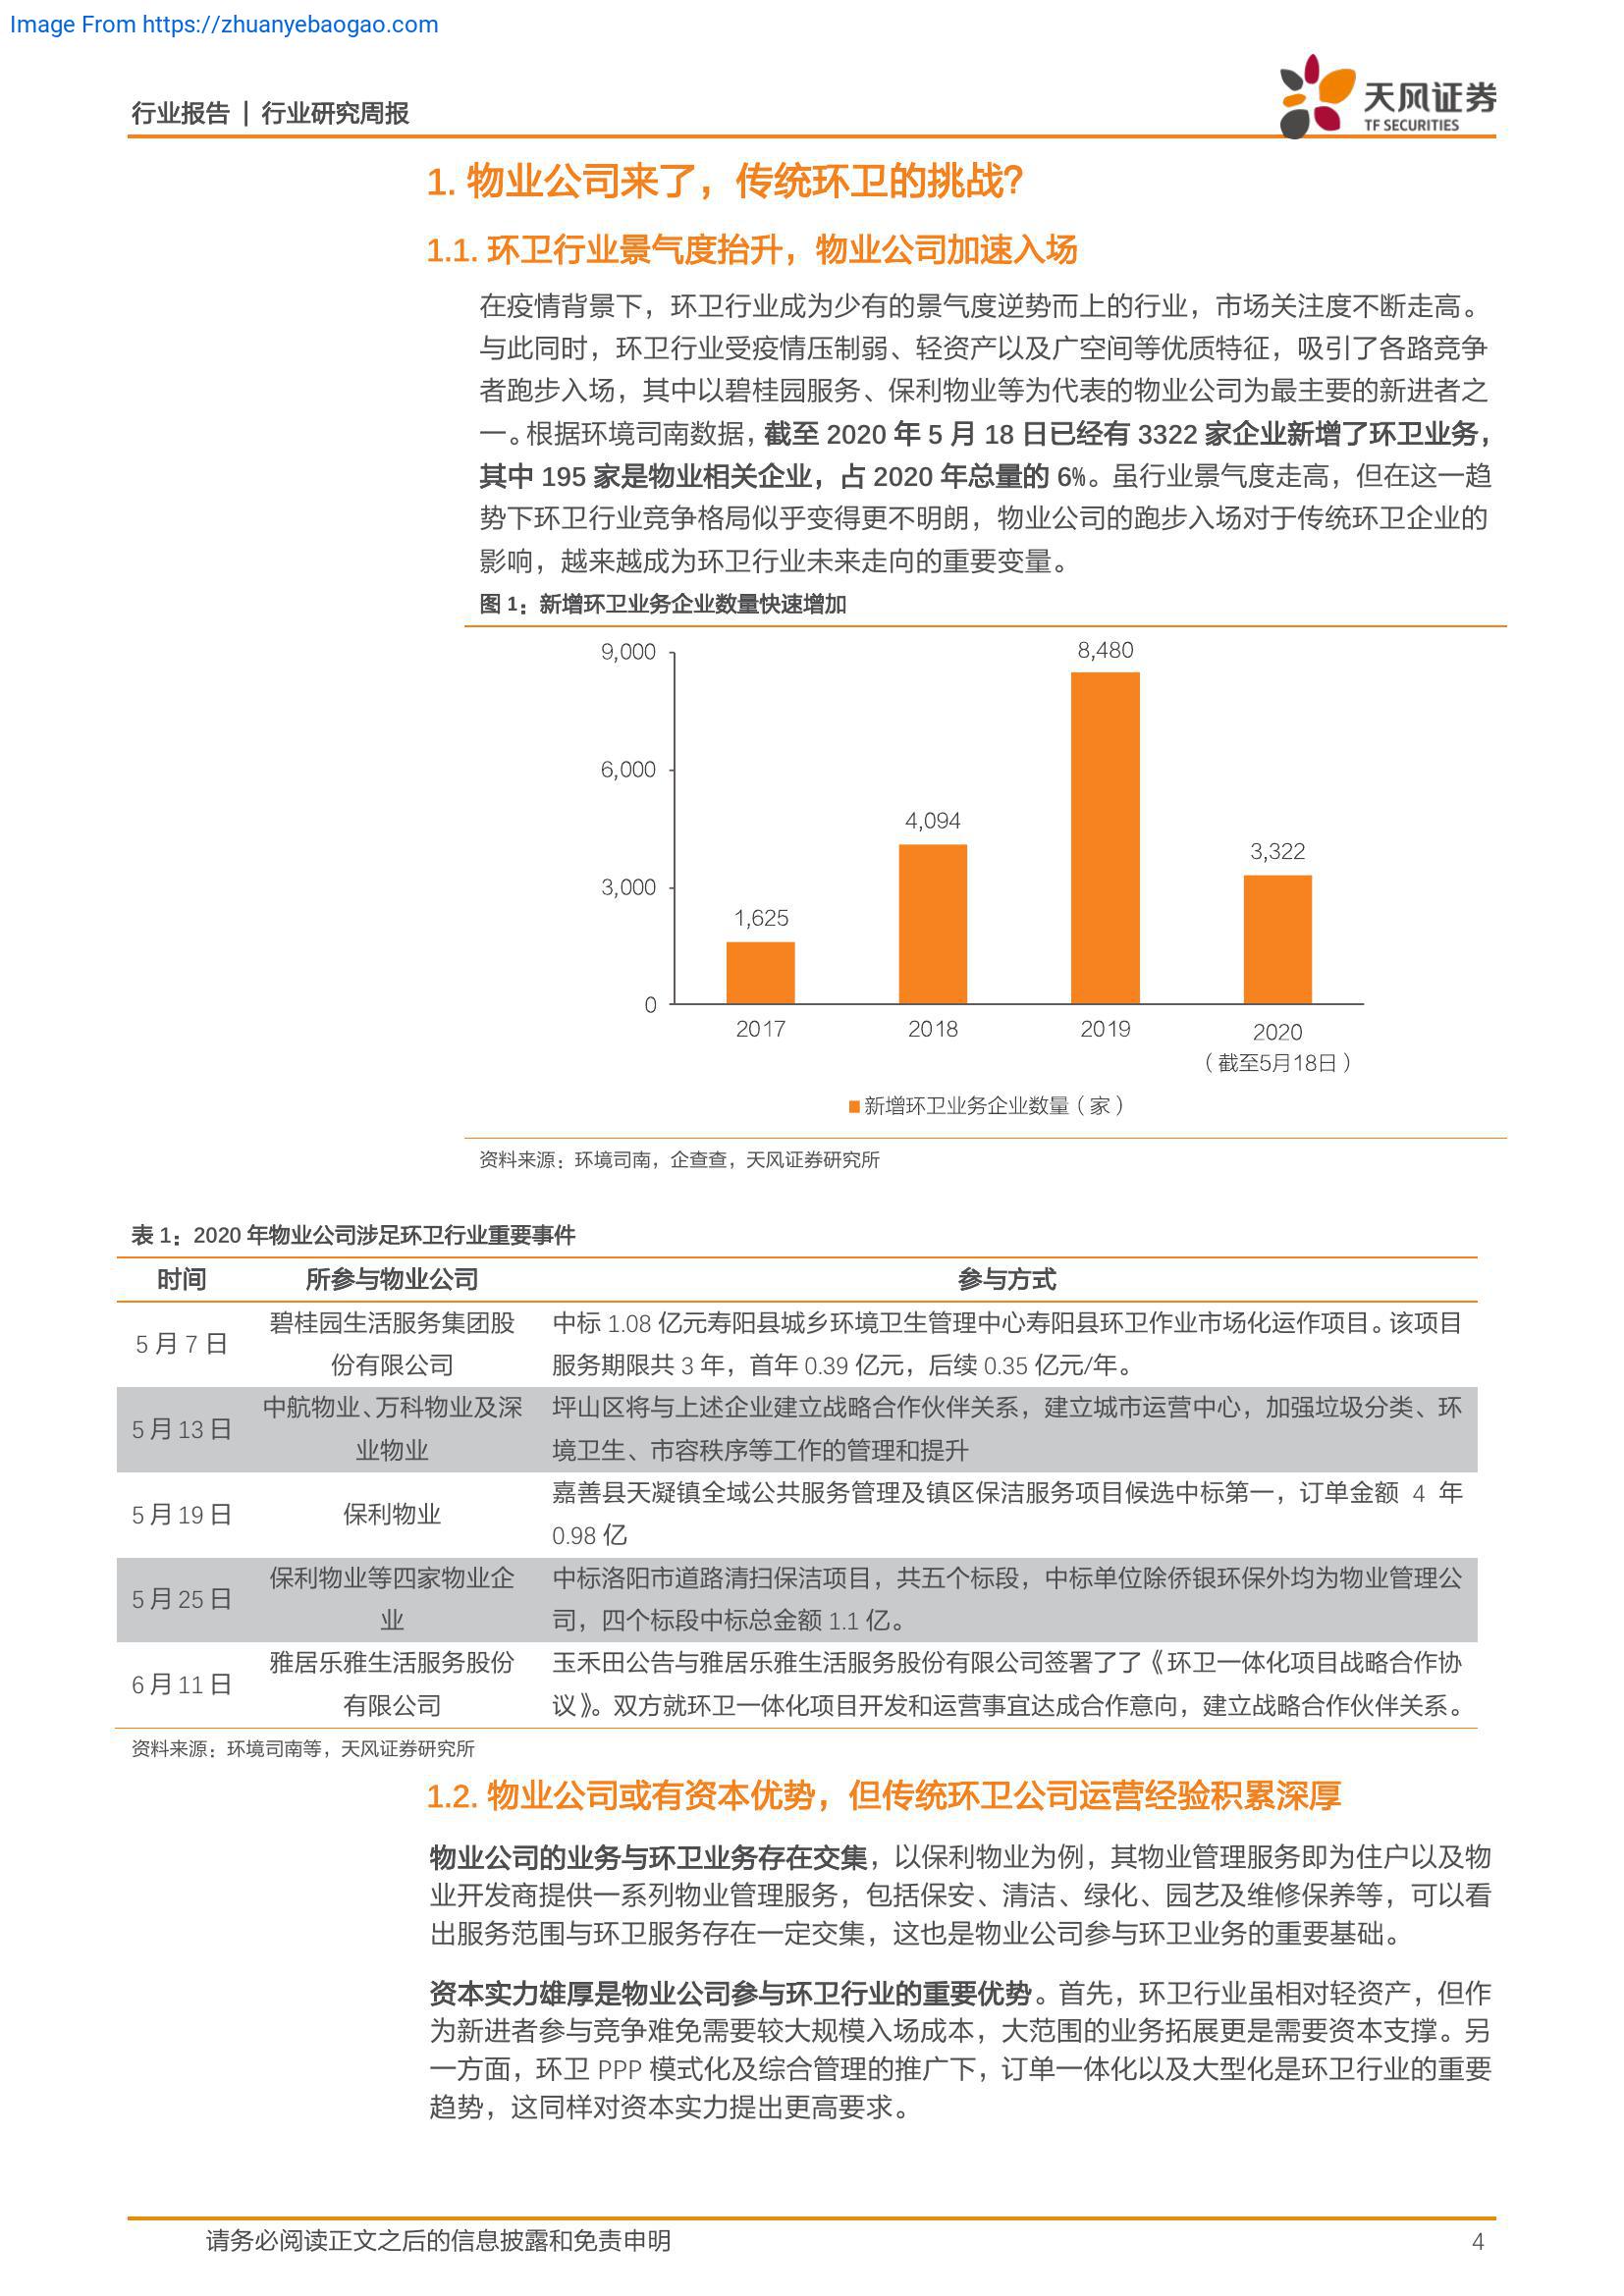 Image From https://zhuanyebaogao.com
行业报告 | 行业研究周报
天风证券
TF SECURITIES
1. 物业公司来了，传统环卫的挑战？
1.1. 环卫行业景气度抬升，物业公司加速入场
在疫情背景下，环卫行业成为少有的景气度逆势而上的行业，市场关注度不断走高。
与此同时，环卫行业受疫情压制弱、轻资产以及广空间等优质特征，吸引了各路竞争
者跑步入场，其中以碧桂园服务、保利物业等为代表的物业公司为最主要的新进者之
一。根据环境司南数据，截至 2020 年 5 月 18 日已经有 3322 家企业新增了环卫业务，
其中 195 家是物业相关企业，占 2020 年总量的 6%。虽行业景气度走高，但在这一趋
势下环卫行业竞争格局似乎变得更不明朗，物业公司的跑步入场对于传统环卫企业的
影响，越来越成为环卫行业未来走向的重要变量。
图 1：新增环卫业务企业数量快速增加
9,000
6,000
3,000
0
1,625
4,094
8,480
3,322
2017
2018
2019
2020
（截至5月18日）
新增环卫业务企业数量（家）
资料来源：环境司南，企查查，天风证券研究所
表 1：2020 年物业公司涉足环卫行业重要事件
时间 所参与物业公司 参与方式
5 月 7 日 碧桂园生活服务集团股 中标 1.08 亿元寿阳县城乡环境卫生管理中心寿阳县环卫作业市场化运作项目。该项目
份有限公司 服务期限共 3 年，首年 0.39 亿元，后续 0.35 亿元/年。
5 月 13 日 中航物业、万科物业及深 坪山区将与上述企业建立战略合作伙伴关系，建立城市运营中心，加强垃圾分类、环
业物业 境卫生、市容秩序等工作的管理和提升
5 月 19 日 保利物业 嘉善县天凝镇全域公共服务管理及镇区保洁服务项目候选中标第一，订单金额 4 年
0.98 亿
5 月 25 日 保利物业等四家物业企 中标洛阳市道路清扫保洁项目，共五个标段，中标单位除侨银环保外均为物业管理公
业 司，四个标段中标总金额 1.1 亿。
6 月 11 日 雅居乐雅生活服务股份 玉禾田公告与雅居乐雅生活服务股份有限公司签署了了《环卫一体化项目战略合作协
有限公司 议》。双方就环卫一体化项目开发和运营事宜达成合作意向，建立战略合作伙伴关系。
资料来源：环境司南等，天风证券研究所
1.2. 物业公司或有资本优势，但传统环卫公司运营经验积累深厚
物业公司的业务与环卫业务存在交集，以保利物业为例，其物业管理服务即为住户以及物
业开发商提供一系列物业管理服务，包括保安、清洁、绿化、园艺及维修保养等，可以看
出服务范围与环卫服务存在一定交集，这也是物业公司参与环卫业务的重要基础。
资本实力雄厚是物业公司参与环卫行业的重要优势。首先，环卫行业虽相对轻资产，但作
为新进者参与竞争难免需要较大规模入场成本，大范围的业务拓展更是需要资本支撑。另
一方面，环卫 PPP 模式化及综合管理的推广下，订单一体化以及大型化是环卫行业的重要
趋势，这同样对资本实力提出更高要求。
请务必阅读正文之后的信息披露和免责申明
4